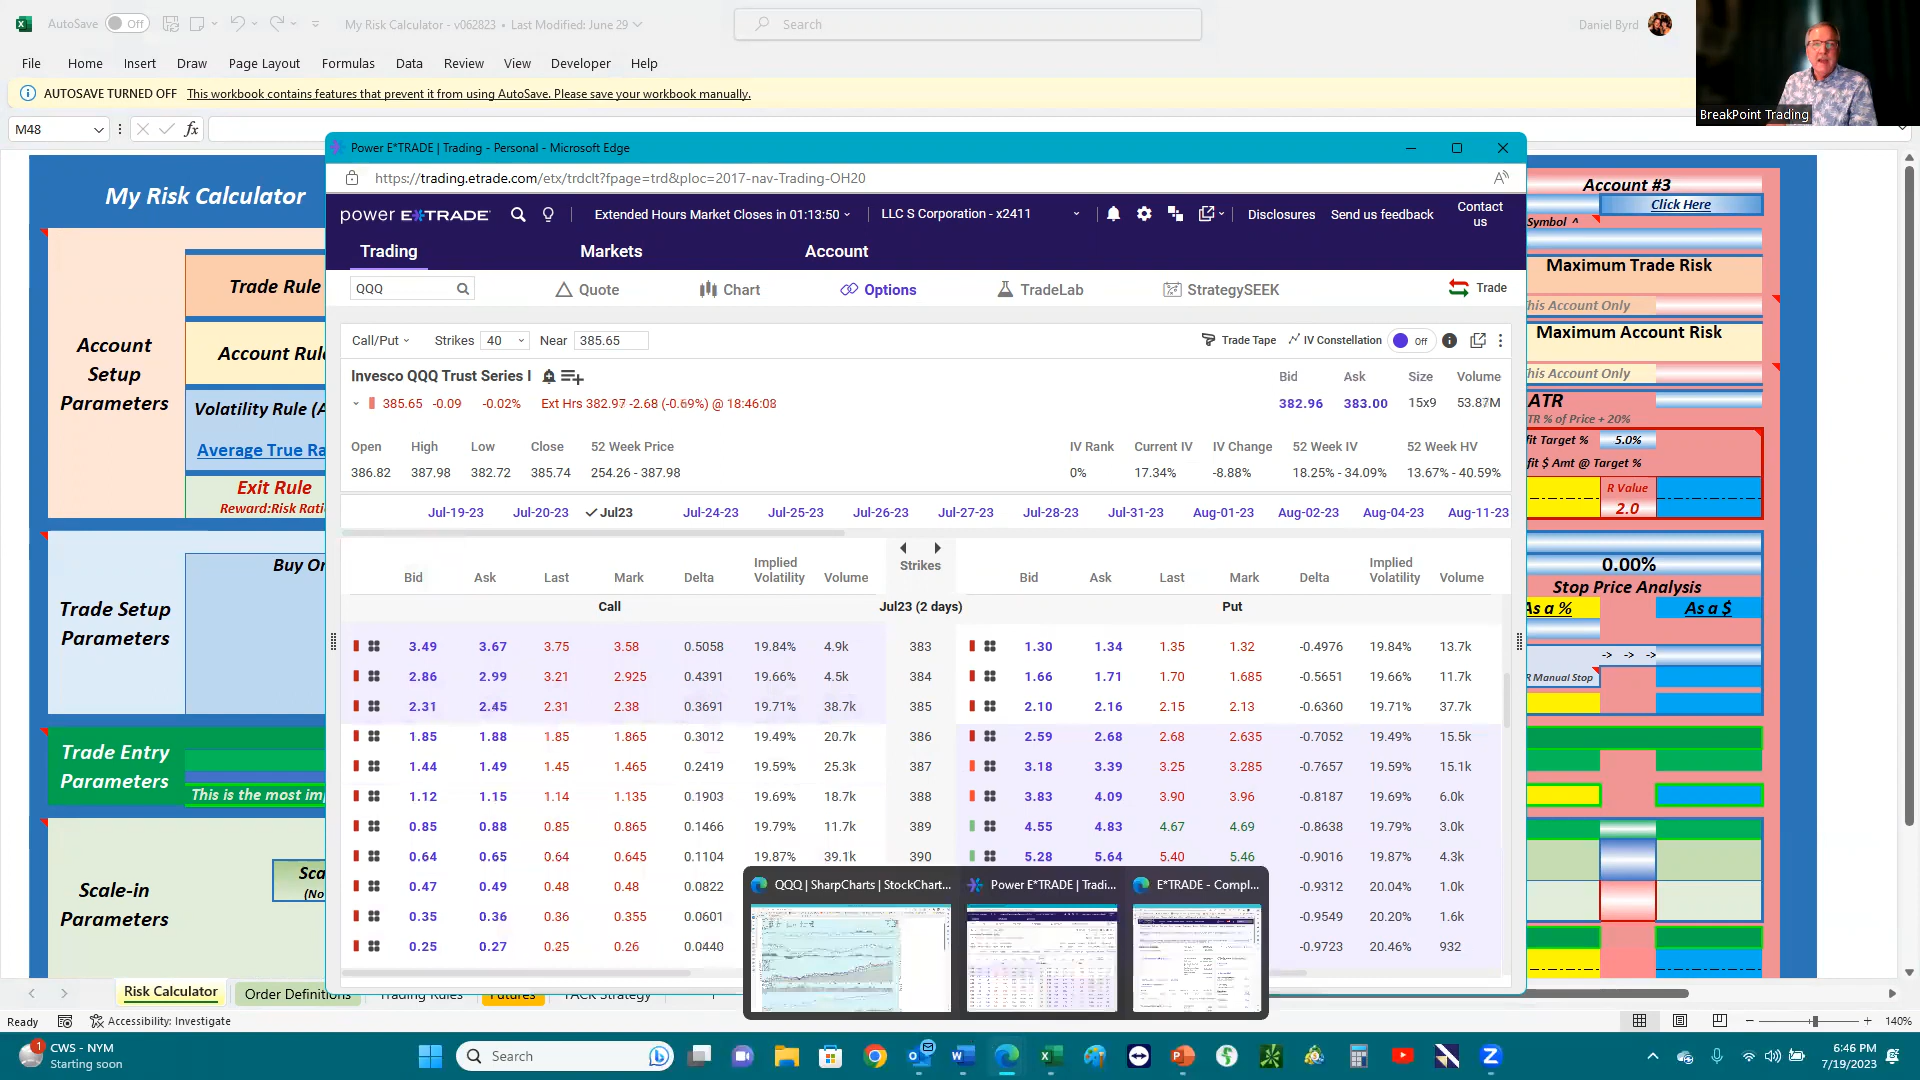 AutoSave Off
My Risk Calculator - v062823 • Last Modified: June 29
Search
Daniel Byrd
File Home Insert Draw Page Layout Formulas Data Review View Developer Help
AUTOSAVE TURNED OFF This workbook contains features that prevent it from using AutoSave. Please save your workbook manually.
BreakPoint Trading
M48
fx
Power E*TRADE | Trading - Personal - Microsoft Edge
https://trading.etrade.com/etx/trdclt?fpage=trd&ploc=2017-nav-Trading-OH20
power E*TRADE
Extended Hours Market Closes in 01:13:50
LLC S Corporation - x2411
Disclosures Send us feedback Contact us
Trading Markets Account
QQQ
Quote Chart Options TradeLab StrategySEEK Trade
Call/Put Strikes 40 Near 385.65
Trade Tape IV Constellation Off
Invesco QQQ Trust Series I
Bid Ask Size Volume
385.65 -0.09 -0.02% Ext Hrs 382.97 -2.68 (-0.69%) @ 18:46:08
382.96 383.00 15x9 53.87M
Open High Low Close 52 Week Price
IV Rank Current IV IV Change 52 Week IV 52 Week HV
386.82 387.98 382.72 385.74 254.26 - 387.98
0% 17.34% -8.88% 18.25% - 34.09% 13.67% - 40.59%
Jul-19-23 Jul-20-23 Jul23 Jul-24-23 Jul-25-23 Jul-26-23 Jul-27-23 Jul-28-23 Jul-31-23 Aug-01-23 Aug-02-23 Aug-04-23 Aug-11-23
Bid Ask Last Mark Delta Implied Volatility Volume Strikes Bid Ask Last Mark Delta Implied Volatility Volume
Call Jul23 (2 days) Put
3.49 3.67 3.75 3.58 0.5058 19.84% 4.9k 383 1.30 1.34 1.35 1.32 -0.4976 19.84% 13.7k
2.86 2.99 3.21 2.925 0.4391 19.66% 4.5k 384 1.66 1.71 1.70 1.685 -0.5651 19.66% 11.7k
2.31 2.45 2.31 2.38 0.3691 19.71% 38.7k 385 2.10 2.16 2.15 2.13 -0.6360 19.71% 37.7k
1.85 1.88 1.85 1.865 0.3012 19.49% 20.7k 386 2.59 2.68 2.68 2.635 -0.7052 19.49% 15.5k
1.44 1.49 1.45 1.465 0.2419 19.59% 25.3k 387 3.18 3.39 3.25 3.285 -0.7657 19.59% 15.1k
1.12 1.15 1.14 1.135 0.1903 19.69% 18.7k 388 3.83 4.09 3.90 3.96 -0.8187 19.69% 6.0k
0.85 0.88 0.85 0.865 0.1466 19.79% 11.7k 389 4.55 4.83 4.67 4.69 -0.8638 19.79% 3.0k
0.64 0.65 0.64 0.645 0.1104 19.87% 39.1k 390 5.28 5.64 5.40 5.46 -0.9016 19.87% 4.3k
0.47 0.49 0.48 0.48 0.0822 -0.9312 20.04% 1.0k
0.35 0.36 0.36 0.355 0.0601 -0.9549 20.20% 1.6k
0.25 0.27 0.25 0.26 0.0440 -0.9723 20.46% 932
QQQ | SharpCharts | StockChart...
Power E*TRADE | Tradi...
E*TRADE - Compl...
My Risk Calculator
Account Setup Parameters
Trade Rule
Account Rul
Volatility Rule (A
Average True Ra
Exit Rule
Reward:Risk Rati
Trade Setup Parameters
Buy Or
Trade Entry Parameters
This is the most im
Scale-in Parameters
Sca
(No
Account #3
Click Here
Symbol ^
Maximum Trade Risk
his Account Only
Maximum Account Risk
his Account Only
ATR
TR % of Price + 20%
fit Target % 5.0%
fit $ Amt @ Target %
R Value
2.0
0.00%
Stop Price Analysis
As a % As a $
-> -> ->
R Manual Stop
Risk Calculator Order Definitions Trading Rules Futures TACK Strategy
Ready Accessibility: Investigate
140%
1
CWS - NYM
Starting soon
Search
6:46 PM
7/19/2023